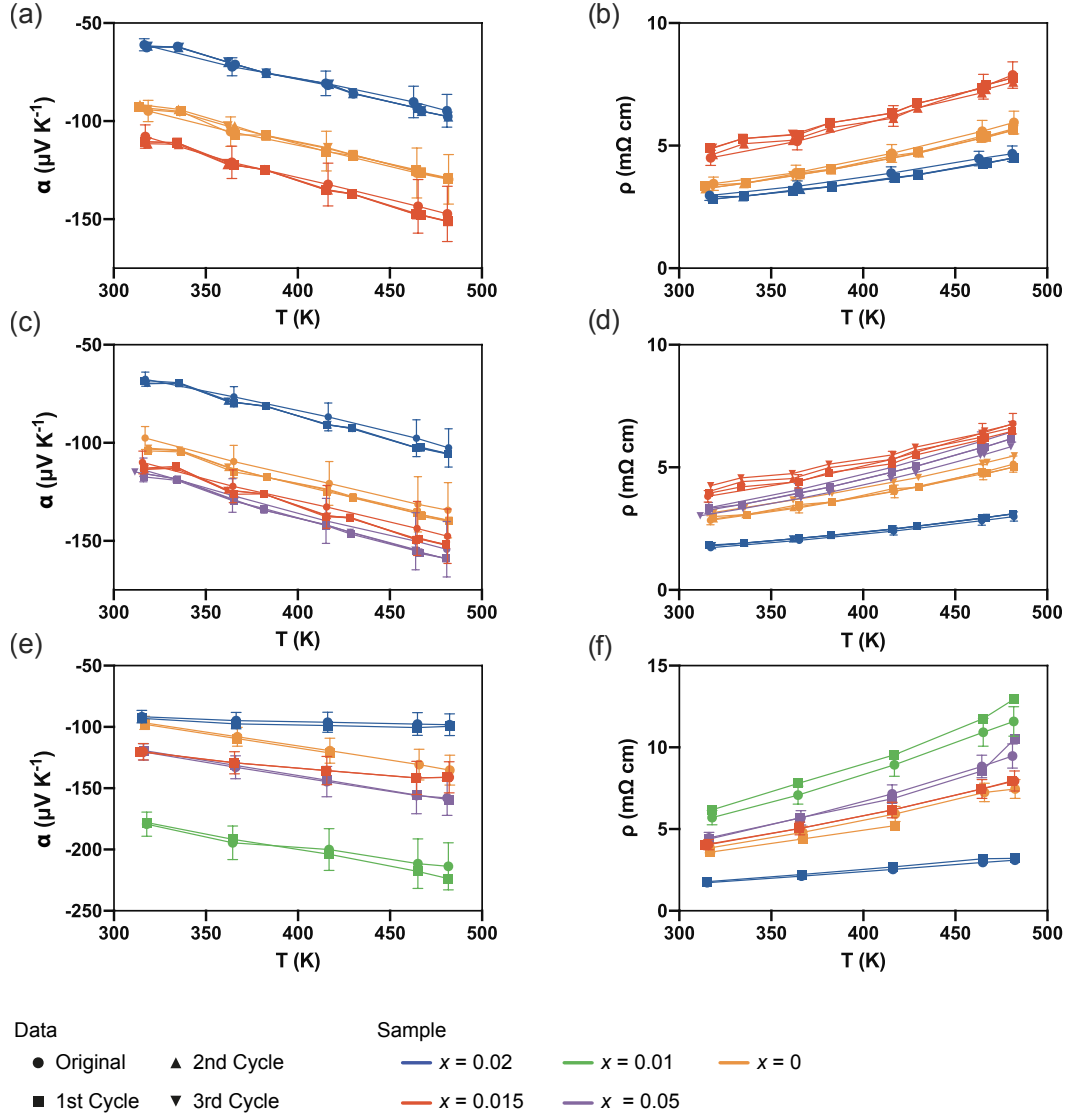 (a)
-50
-100
-150
α (μV K⁻¹)
300 350 400 450 500
T (K)
(b)
10
5
0
ρ (mΩ cm)
300 350 400 450 500
T (K)
(c)
-50
-100
-150
α (μV K⁻¹)
300 350 400 450 500
T (K)
(d)
10
5
0
ρ (mΩ cm)
300 350 400 450 500
T (K)
(e)
-50
-100
-150
-200
-250
α (μV K⁻¹)
300 350 400 450 500
T (K)
(f)
15
10
5
0
ρ (mΩ cm)
300 350 400 450 500
T (K)
Data
Original
2nd Cycle
1st Cycle
3rd Cycle
Sample
x = 0.02
x = 0.01
x = 0
x = 0.015
x = 0.05